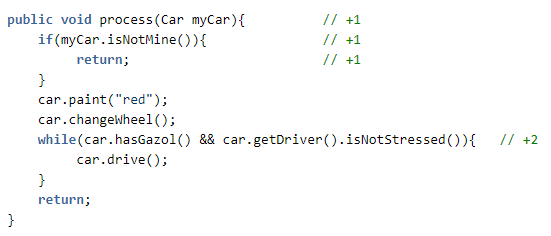 public void process(Car myCar){ // +1
if(myCar.isNotMine()){ // +1
return; // +1
}
car.paint("red");
car.changeWheel();
while(car.hasGazol() && car.getDriver().isNotStressed()){ // +2
car.drive();
}
return;
}